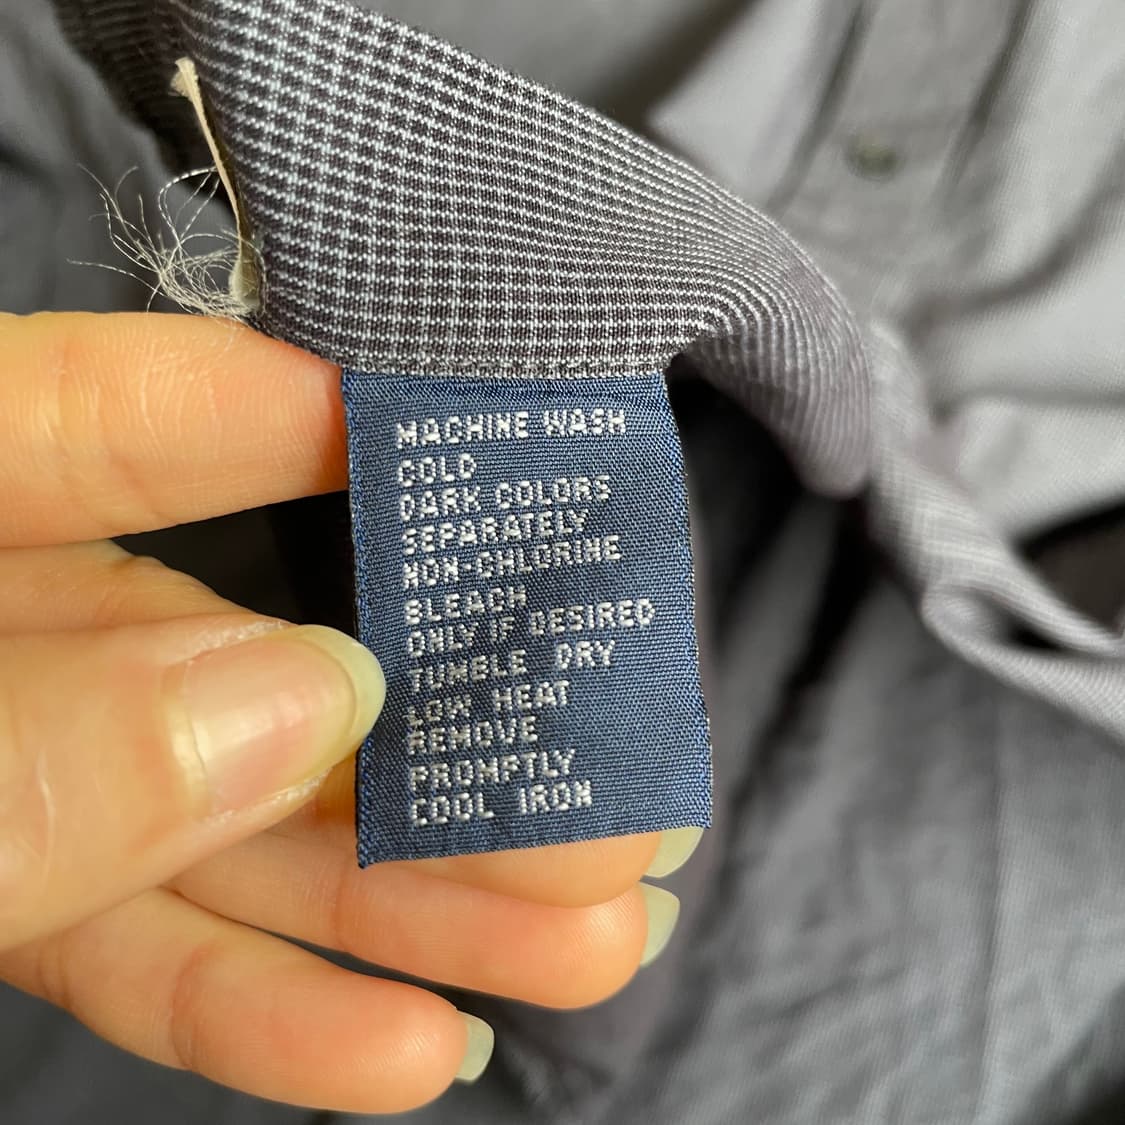 MACHINE WASH
COLD
DARK COLORS
SEPARATELY
NON-CHLORINE
BLEACH
ONLY IF DESIRED
TUMBLE DRY
LOW HEAT
REMOVE
PROMPTLY
COOL IRON